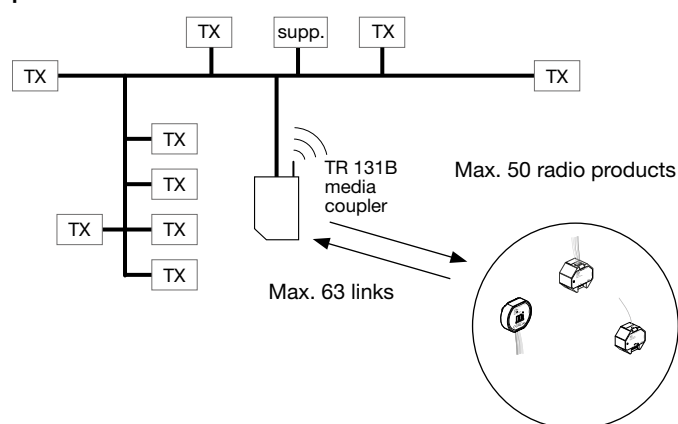 TX
supp.
TX
TX
TX
TX
TX
TR 131B
media
coupler
Max. 50 radio products
TX
TX
TX
TX
Max. 63 links